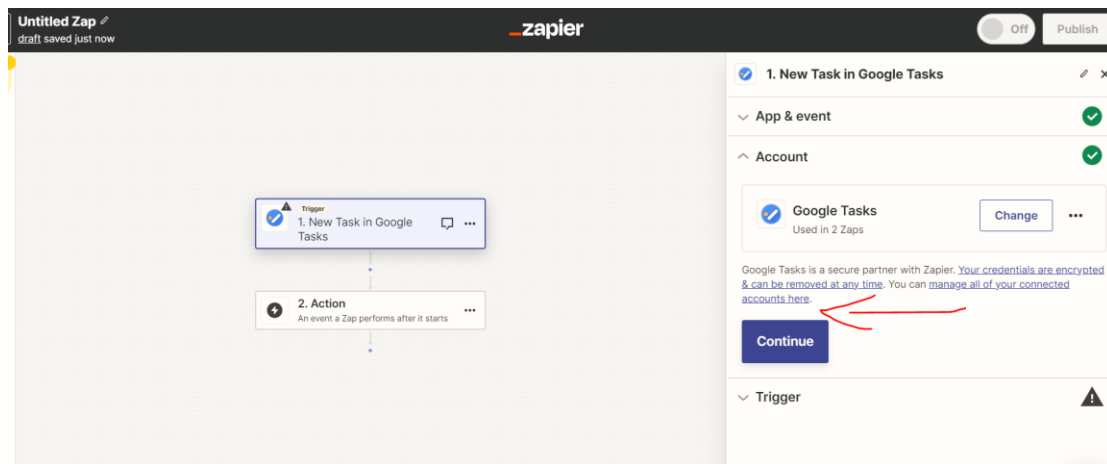 Untitled Zap
draft saved just now
_zapier
Off
Publish
1. New Task in Google Tasks
App & event
Account
Google Tasks
Used in 2 Zaps
Change
Google Tasks is a secure partner with Zapier. Your credentials are encrypted
& can be removed at any time. You can manage all of your connected
accounts here.
Continue
Trigger
Trigger
1. New Task in Google
Tasks
2. Action
An event a Zap performs after it starts